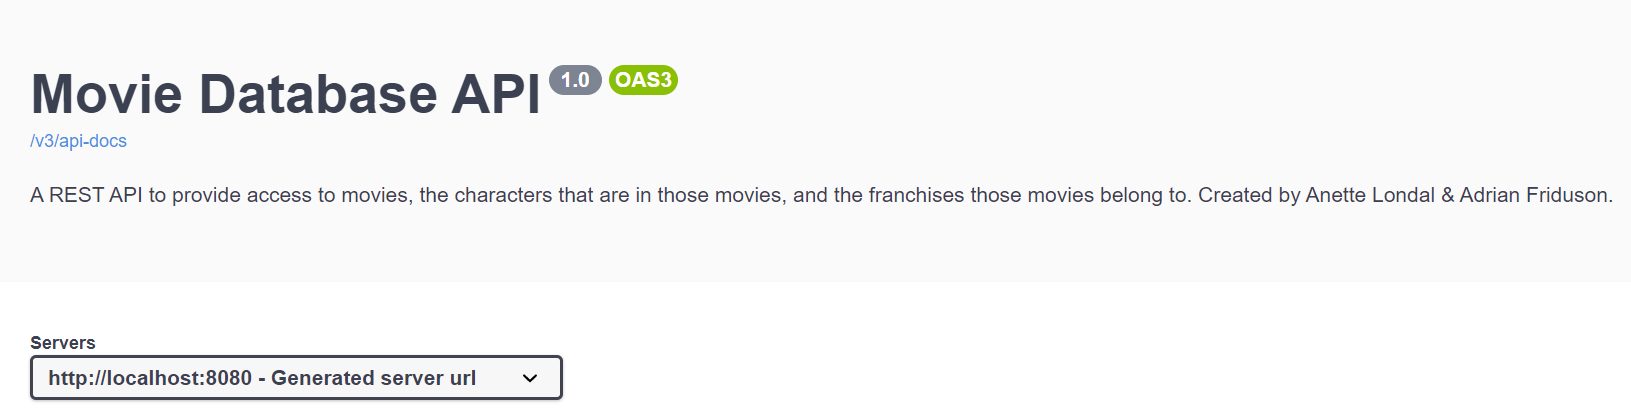 Movie Database API 1.0 OAS3
/v3/api-docs
A REST API to provide access to movies, the characters that are in those movies, and the franchises those movies belong to. Created by Anette Londal & Adrian Friduson.
Servers
http://localhost:8080 - Generated server url